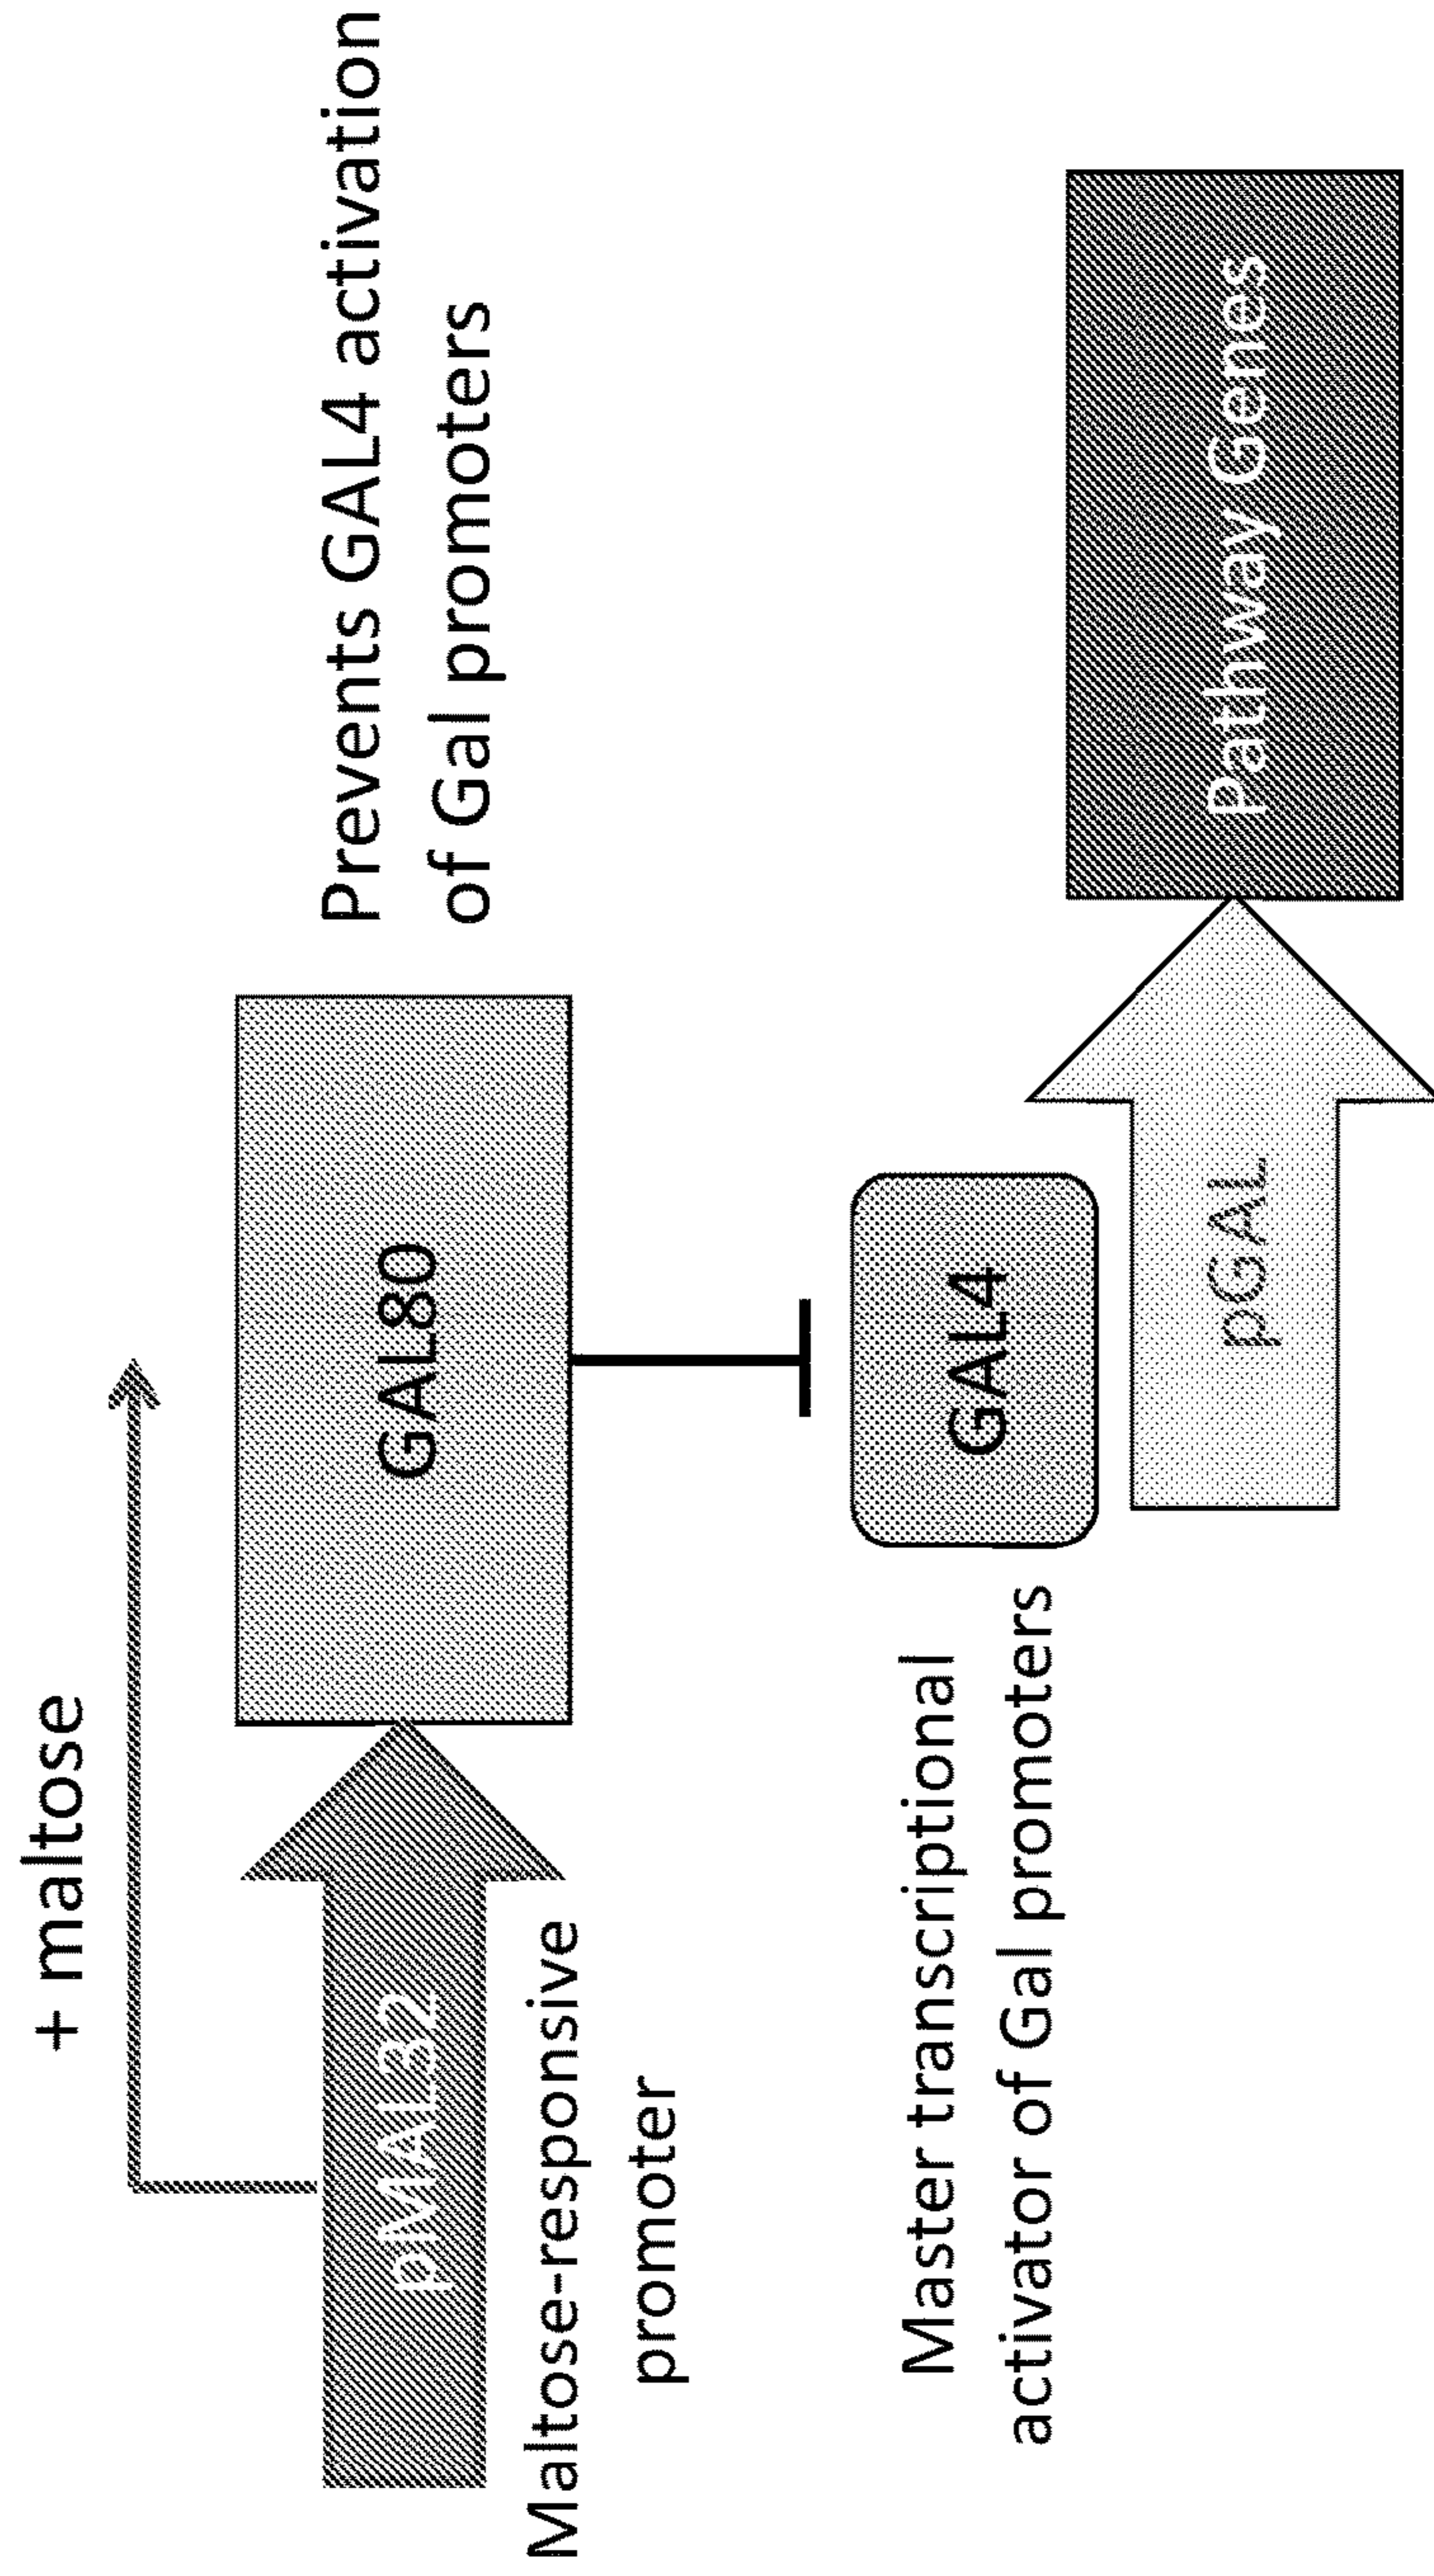 + maltose
pMAL32
GAL80
Prevents GAL4 activation
of Gal promoters
Maltose-responsive
promoter
Master transcriptional
activator of Gal promoters
GAL4
pGAL
Pathway Genes